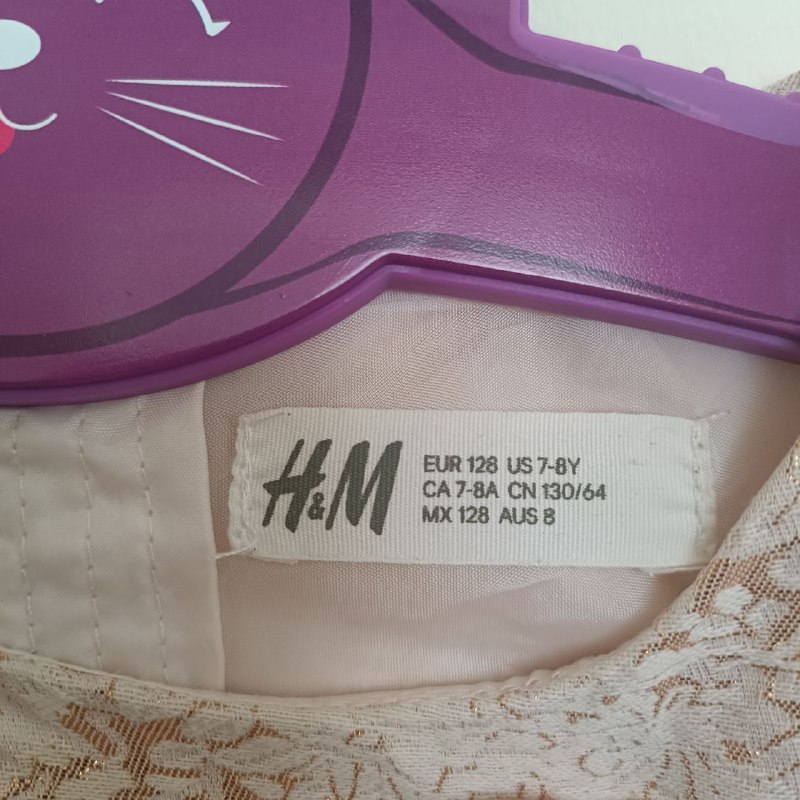 H&M
EUR 128 US 7-8Y
CA 7-8A CN 130/64
MX 128 AUS 8